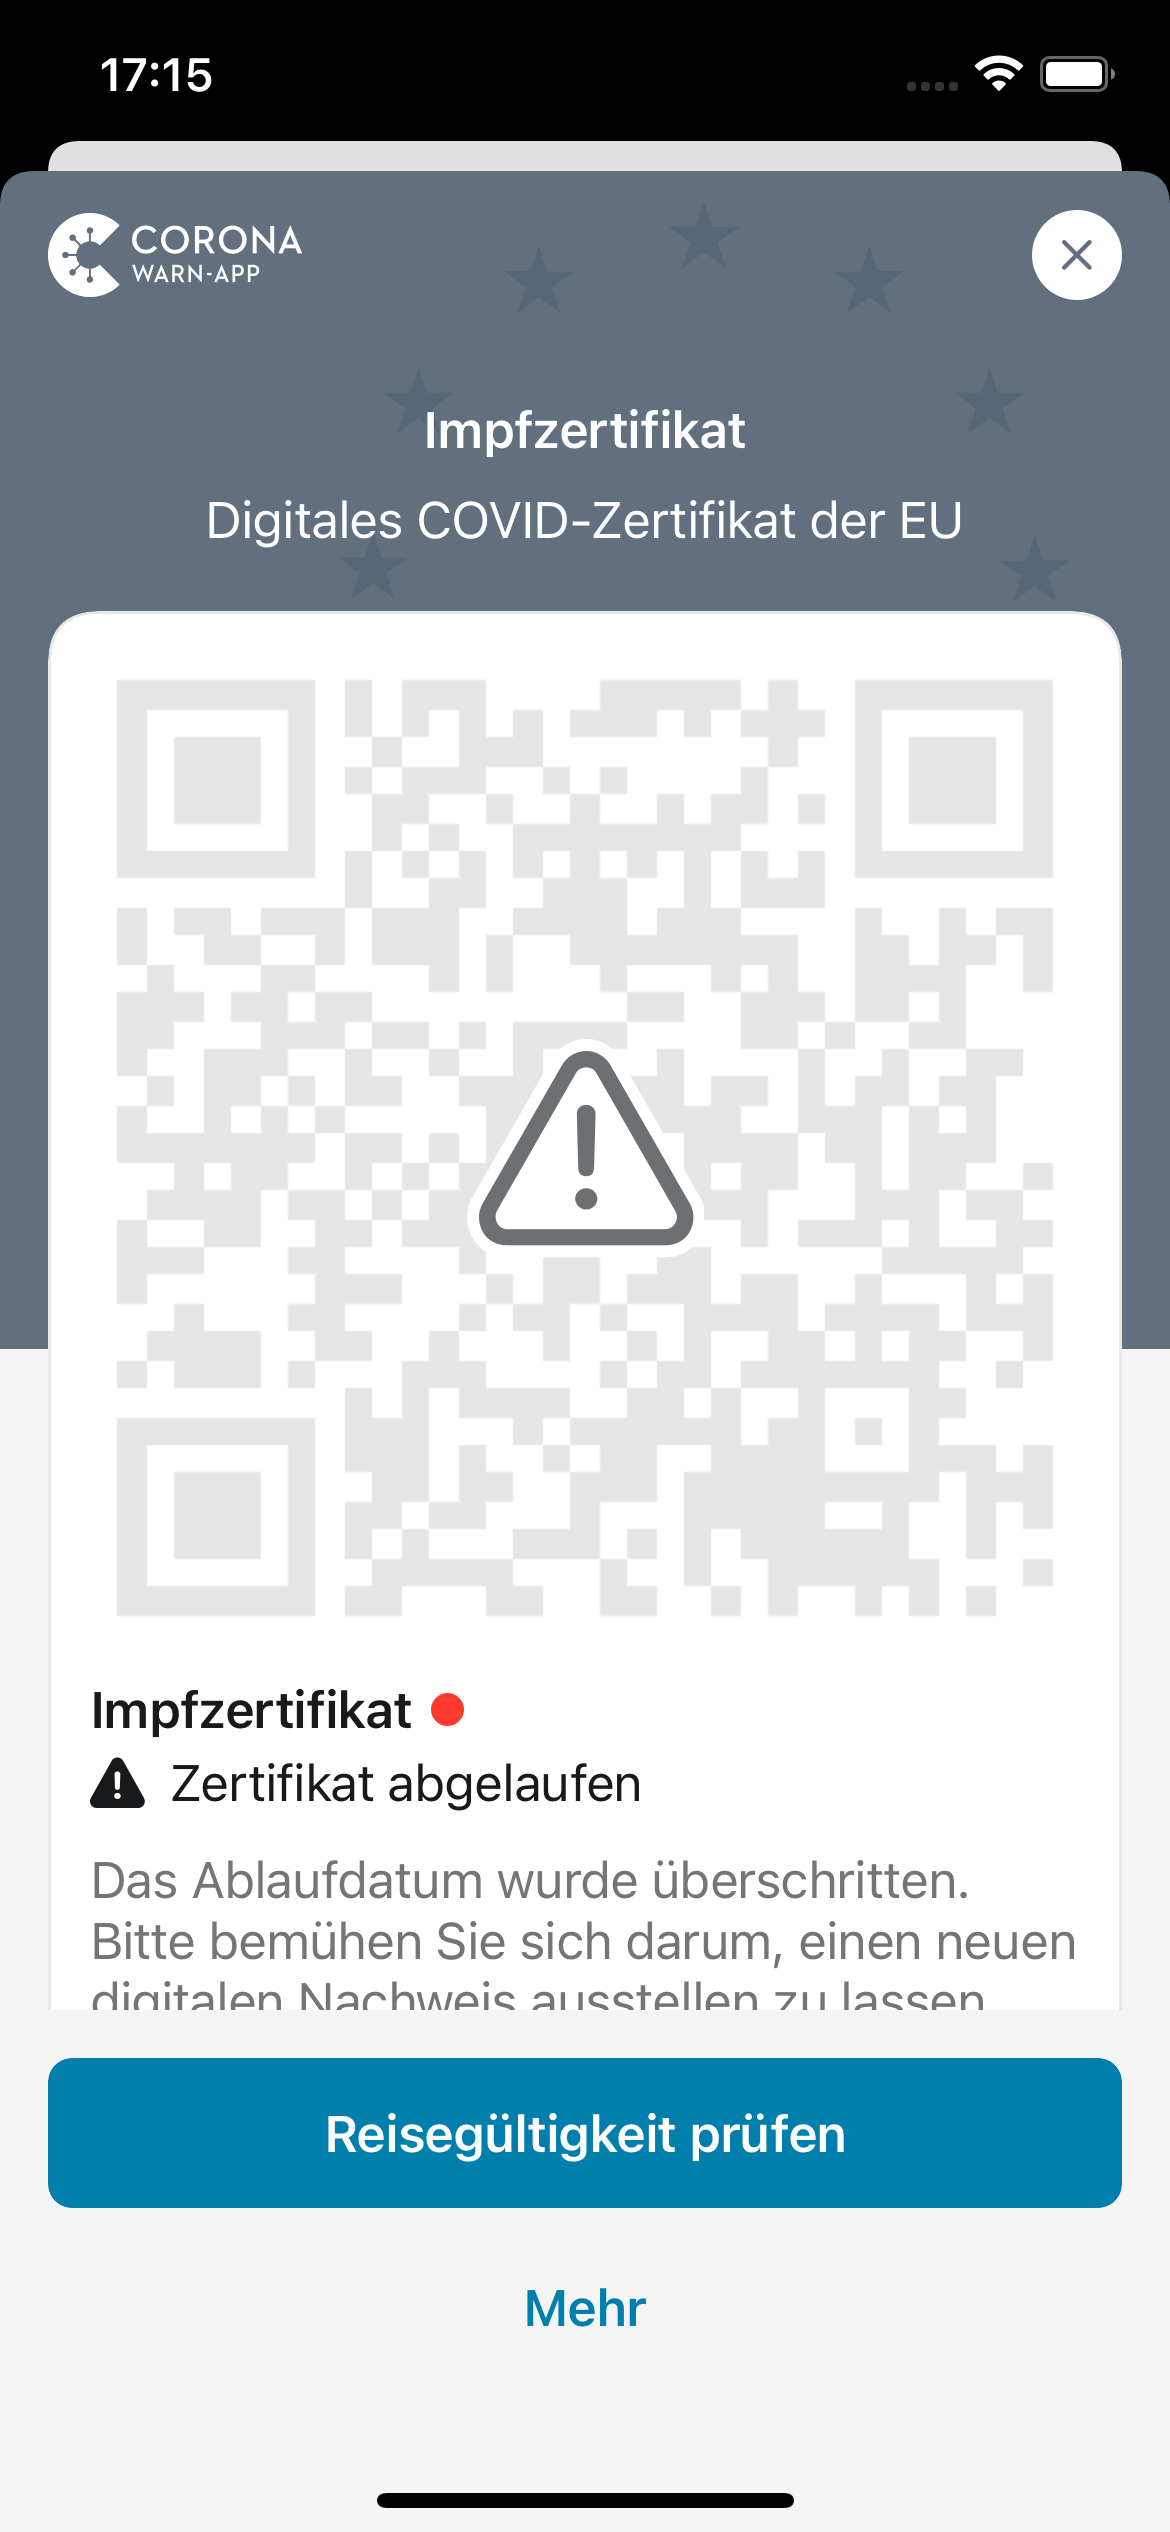 17:15
CORONA
WARN-APP
Impfzertifikat
Digitales COVID-Zertifikat der EU
Impfzertifikat
Zertifikat abgelaufen
Das Ablaufdatum wurde überschritten.
Bitte bemühen Sie sich darum, einen neuen
digitalen Nachweis ausstellen zu lassen
Reisegültigkeit prüfen
Mehr